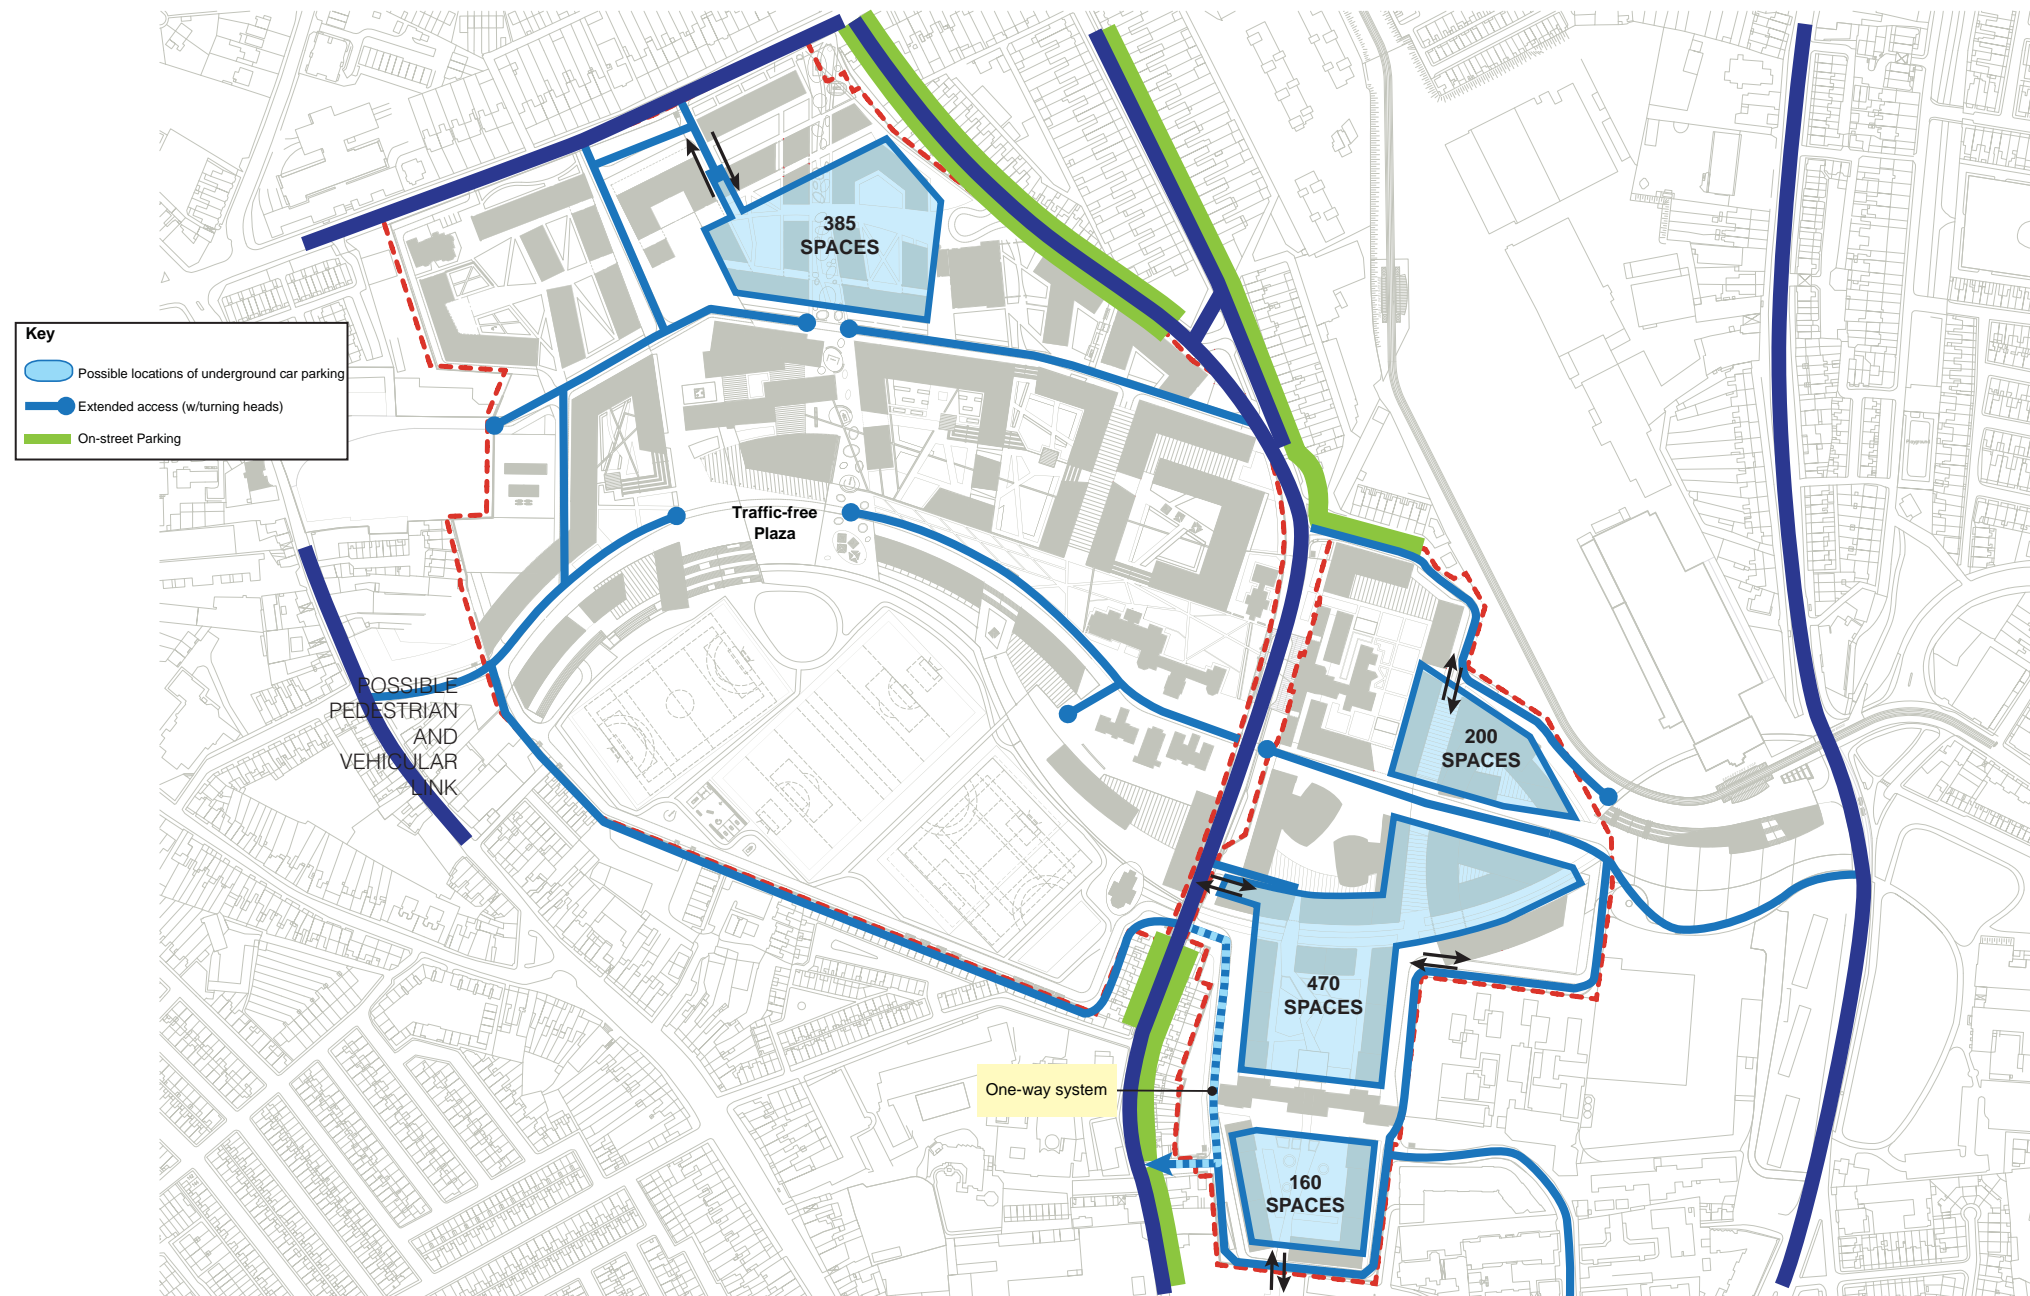 385
SPACES
Key
Possible locations of underground car parking
Extended access (w/turning heads)
On-street Parking
Traffic-free
Plaza
POSSIBLE
PEDESTRIAN
AND
VEHICULAR
LINK
200
SPACES
470
SPACES
One-way system
160
SPACES